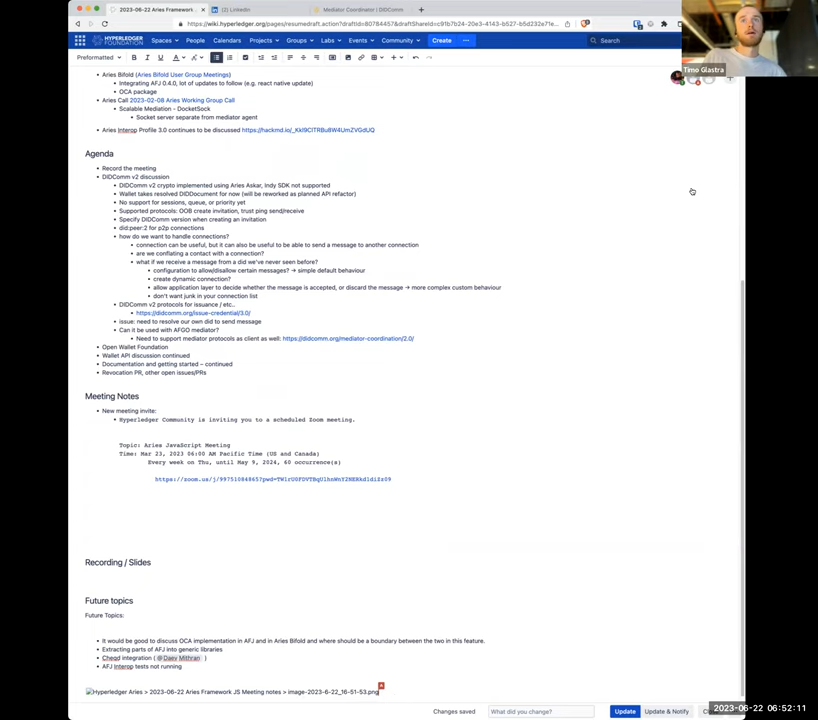 2023-06-22 Aries Framework
(2) LinkedIn
Mediator Coordinator | DIDComm
https://wiki.hyperledger.org/pages/resumedraft.action?draftId=80784457&draftShareId=c91b7b24-20e3-4143-b527-b5d232e71e...
HYPERLEDGER FOUNDATION
Spaces
People
Calendars
Projects
Groups
Labs
Events
Community
Create
Search
Timo Glastra
Preformatted
Aries Bifold (Aries Bifold User Group Meetings)
Integrating AFJ 0.4.0, lot of updates to follow (e.g. react native update)
OCA package
Aries Call 2023-02-08 Aries Working Group Call
Scalable Mediation - DocketSock
Socket server separate from mediator agent
Aries Interop Profile 3.0 continues to be discussed
Agenda
Record the meeting
DIDComm v2 discussion
DIDComm v2 crypto implemented using Aries Askar, Indy SDK not supported
Wallet takes resolved DIDDocument for now (will be reworked as planned API refactor)
No support for sessions, queue, or priority yet
Supported protocols: OOB create invitation, trust ping send/receive
Specify DIDComm version when creating an invitation
did:peer:2 for p2p connections
how do we want to handle connections?
connection can be useful, but it can also be useful to be able to send a message to another connection
are we conflating a contact with a connection?
what if we receive a message from a did we've never seen before?
configuration to allow/disallow certain messages? → simple default behaviour
create dynamic connection?
allow application layer to decide whether the message is accepted, or discard the message → more complex custom behaviour
don't want junk in your connection list
DIDComm v2 protocols for issuance / etc..
https://didcomm.org/issue-credential/3.0/
issue: need to resolve our own did to send message
Can it be used with AFGO mediator?
Need to support mediator protocols as client as well: https://didcomm.org/mediator-coordination/2.0/
Open Wallet Foundation
Wallet API discussion continued
Documentation and getting started – continued
Revocation PR, other open issues/PRs
Meeting Notes
New meeting invite:
Hyperledger Community is inviting you to a scheduled Zoom meeting.
Topic: Aries JavaScript Meeting
Time: Mar 23, 2023 06:00 AM Pacific Time (US and Canada)
Every week on Thu, until May 9, 2024, 60 occurrence(s)
Recording / Slides
Future topics
Future Topics:
It would be good to discuss OCA implementation in AFJ and in Aries Bifold and where should be a boundary between the two in this feature.
Extracting parts of AFJ into generic libraries
Cheqd integration ( @Daev Mithran )
AFJ Interop tests not running
Hyperledger Aries > 2023-06-22 Aries Framework JS Meeting notes > image-2023-6-22_16-51-53.png
Changes saved
What did you change?
Update
Update & Notify
2023-06-22 06:52:11